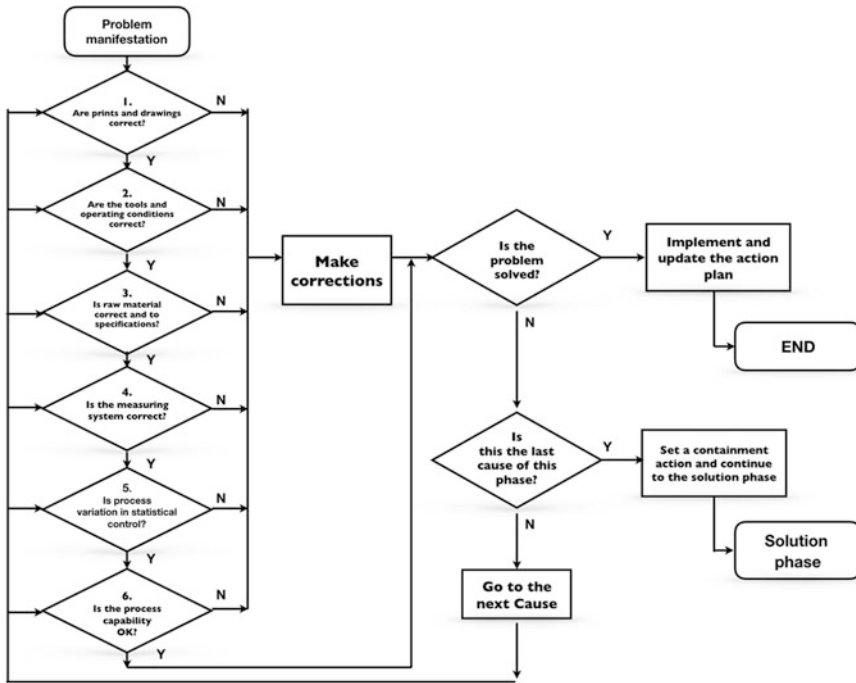 Problem
manifestation
1.
Are prints and drawings
correct?
N
Y
2.
Are the tools and
operating conditions
correct?
N
Y
3.
Is raw material
correct and to
specifications?
N
Y
4.
Is the measuring
system correct?
N
Y
5.
Is process
variation in statistical
control?
N
Y
6.
Is the process
capability
OK?
N
Y
Make
corrections
Is the
problem
solved?
Y
N
Implement and
update the action
plan
END
Is
this the last
cause of this
phase?
Y
N
Set a containment
action and continue
to the solution phase
Solution
phase
Go to the
next Cause